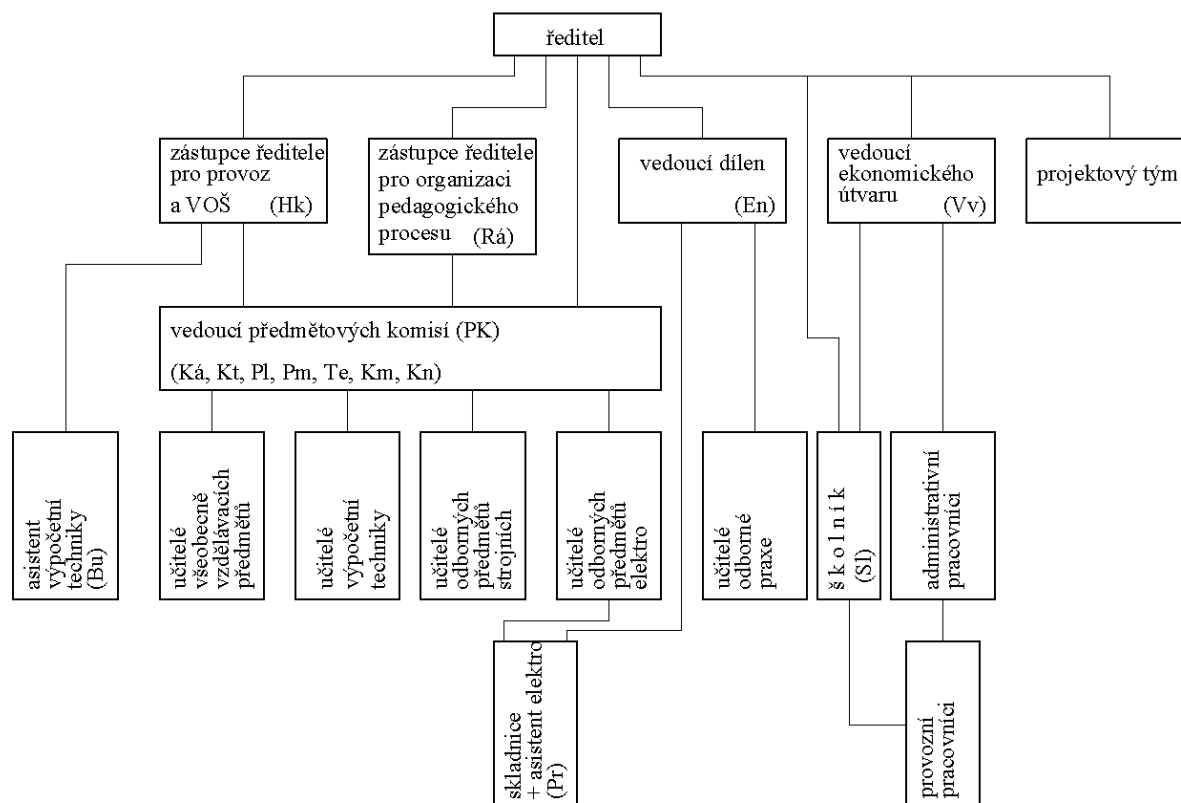 ředitel
zástupce ředitele
pro provoz
a VOŠ (Hk)
zástupce ředitele
pro organizaci
pedagogického
procesu (Rá)
vedoucí dílen
(En)
vedoucí
ekonomického
útvaru (Vv)
projektový tým
vedoucí předmětových komisí (PK)
(Ká, Kt, Pl, Pm, Te, Km, Kn)
asistent
výpočetní
techniky
(Bu)
učitelé
všeobecně
vzdělávacích
předmětů
učitelé
výpočetní
techniky
učitelé
odborných
předmětů
strojních
učitelé
odborných
předmětů
elektro
učitelé
odborné
praxe
š k o l n í k
(Sl)
administrativní
pracovníci
skladnice
+ asistent elektro
(Pr)
provozní
pracovníci